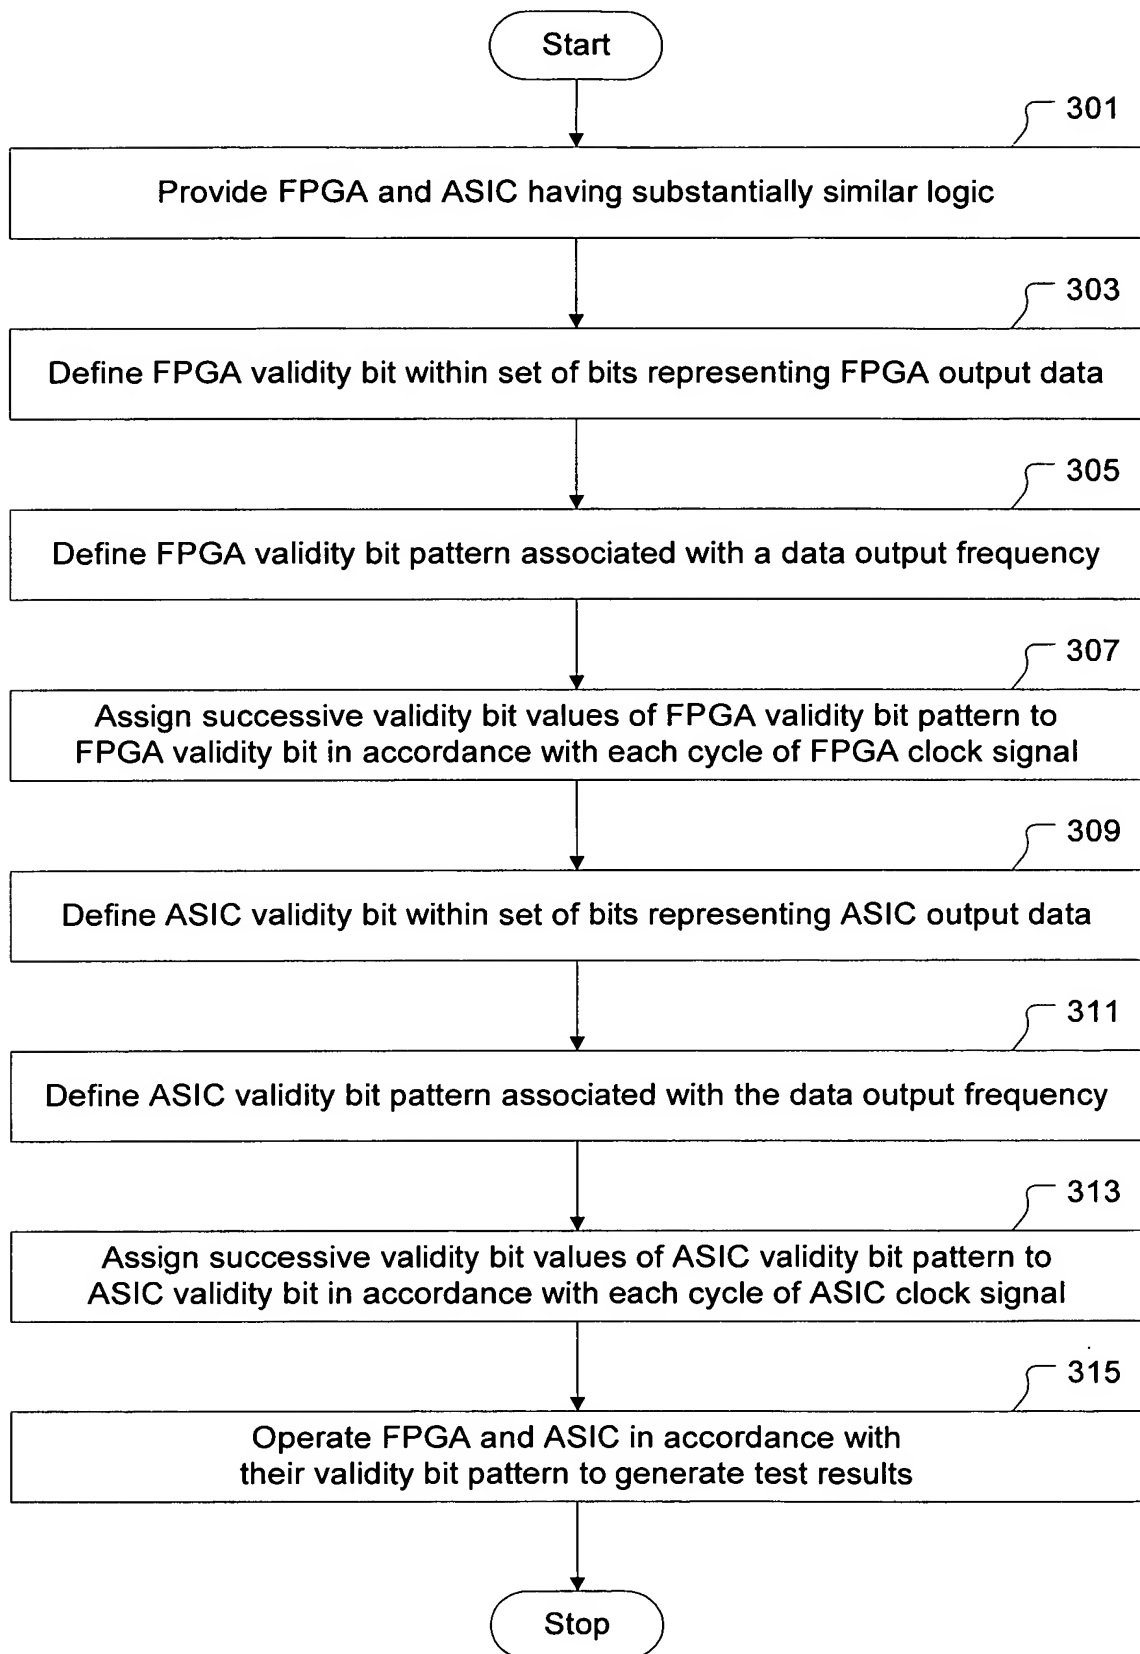 Start
301
Provide FPGA and ASIC having substantially similar logic
303
Define FPGA validity bit within set of bits representing FPGA output data
305
Define FPGA validity bit pattern associated with a data output frequency
307
Assign successive validity bit values of FPGA validity bit pattern to
FPGA validity bit in accordance with each cycle of FPGA clock signal
309
Define ASIC validity bit within set of bits representing ASIC output data
311
Define ASIC validity bit pattern associated with the data output frequency
313
Assign successive validity bit values of ASIC validity bit pattern to
ASIC validity bit in accordance with each cycle of ASIC clock signal
315
Operate FPGA and ASIC in accordance with
their validity bit pattern to generate test results
Stop